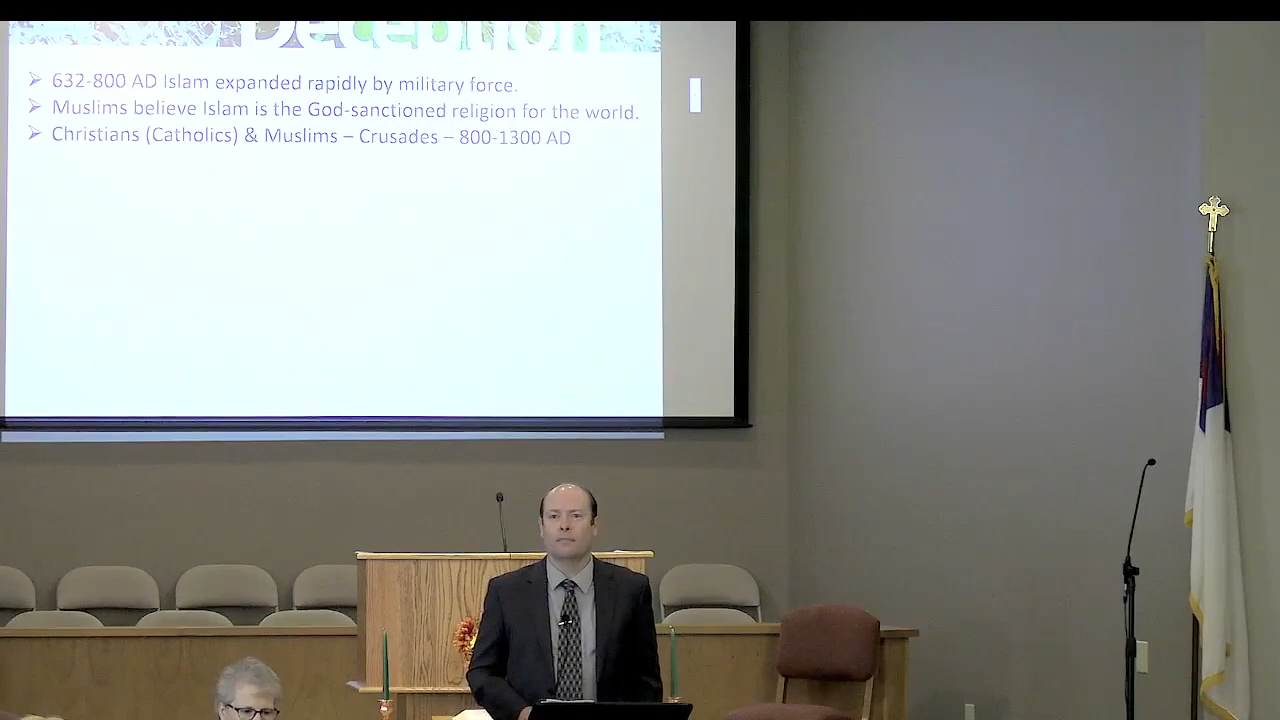 Deception
632-800 AD Islam expanded rapidly by military force.
Muslims believe Islam is the God-sanctioned religion for the world.
Christians (Catholics) & Muslims – Crusades – 800-1300 AD